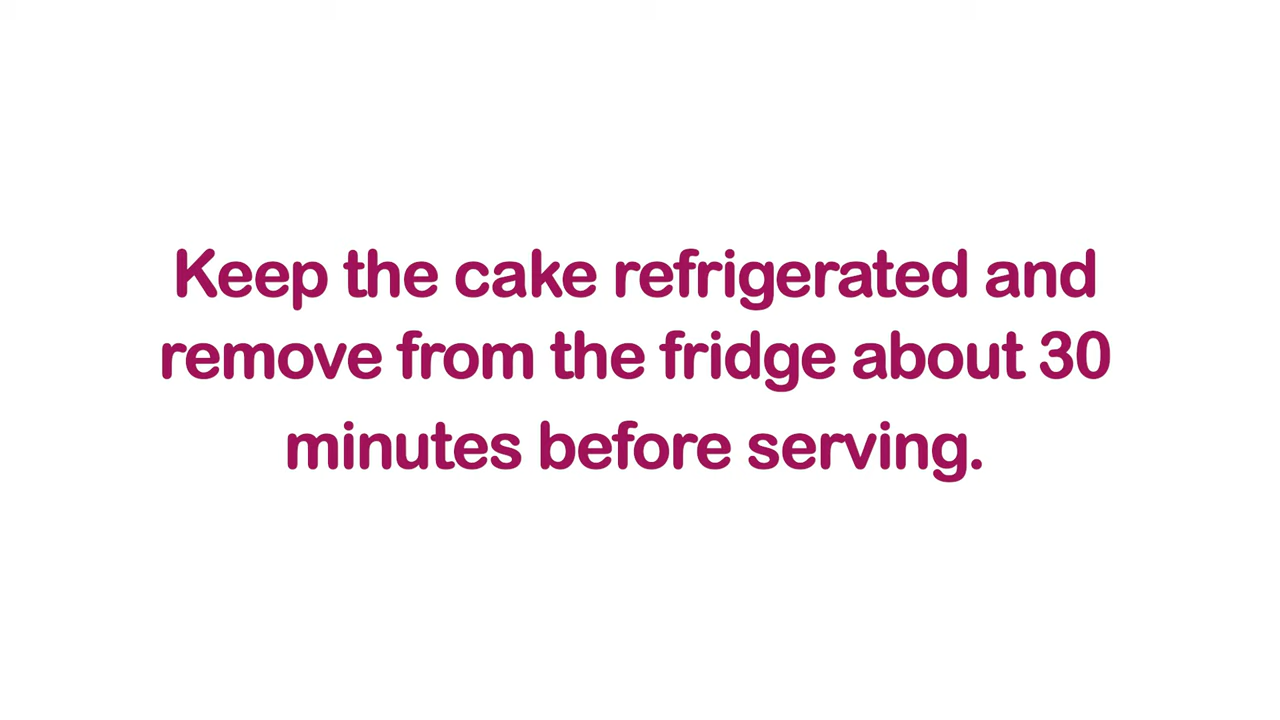 Keep the cake refrigerated and
remove from the fridge about 30
minutes before serving.